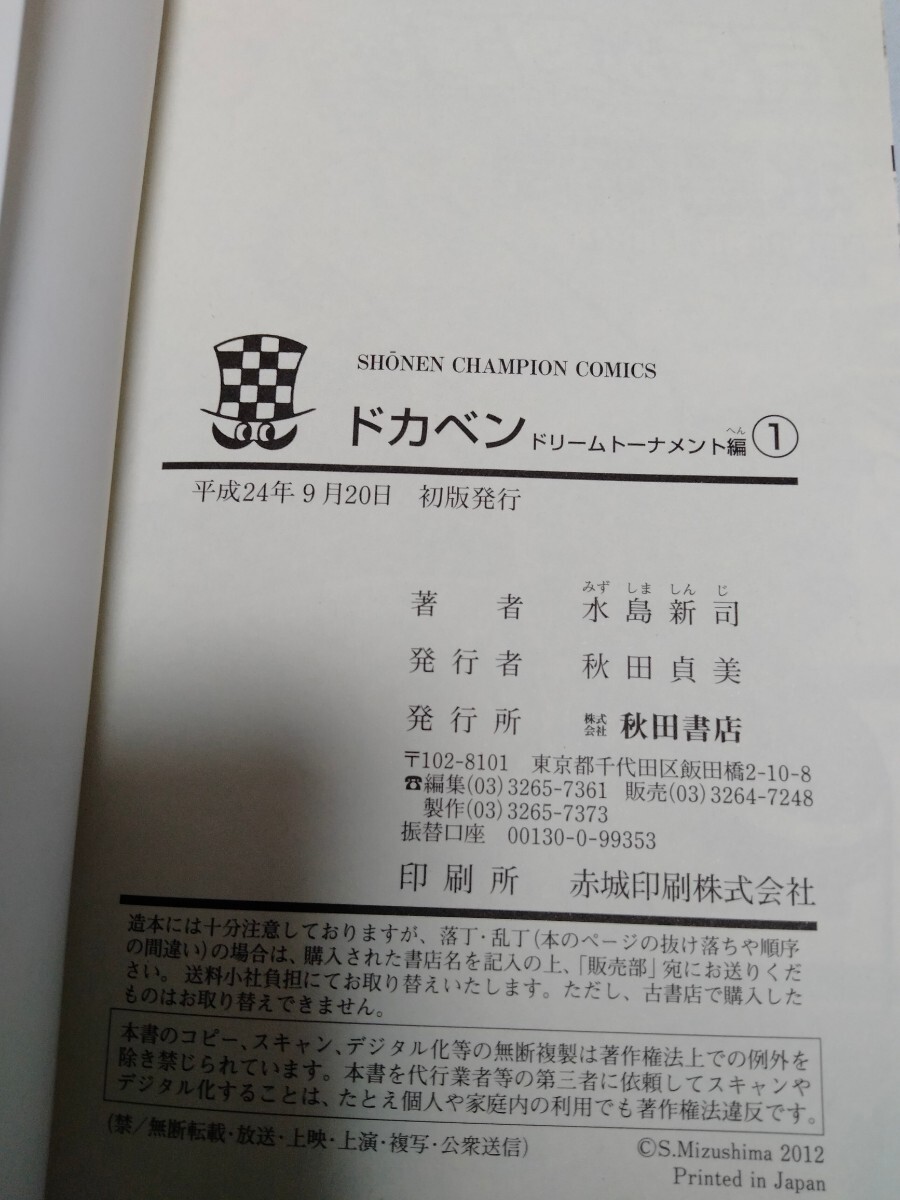 SHŌNEN CHAMPION COMICS
ドカベン ドリームトーナメント編 ①
へん
平成24年9月20日 初版発行
みず しま しん じ
著者 水島新司
発行者 秋田貞美
発行所 株式会社 秋田書店
〒102-8101 東京都千代田区飯田橋2-10-8
☎編集(03)3265-7361 販売(03)3264-7248
製作(03)3265-7373
振替口座 00130-0-99353
印刷所 赤城印刷株式会社
造本には十分注意しておりますが、落丁・乱丁(本のページの抜け落ちや順序
の間違い)の場合は、購入された書店名を記入の上、「販売部」宛にお送りくだ
さい。送料小社負担にてお取り替えいたします。ただし、古書店で購入した
ものはお取り替えできません。
本書のコピー、スキャン、デジタル化等の無断複製は著作権法上での例外を
除き禁じられています。本書を代行業者等の第三者に依頼してスキャンや
デジタル化することは、たとえ個人や家庭内の利用でも著作権法違反です。
(禁/無断転載・放送・上映・上演・複写・公衆送信)
©S.Mizushima 2012
Printed in Japan